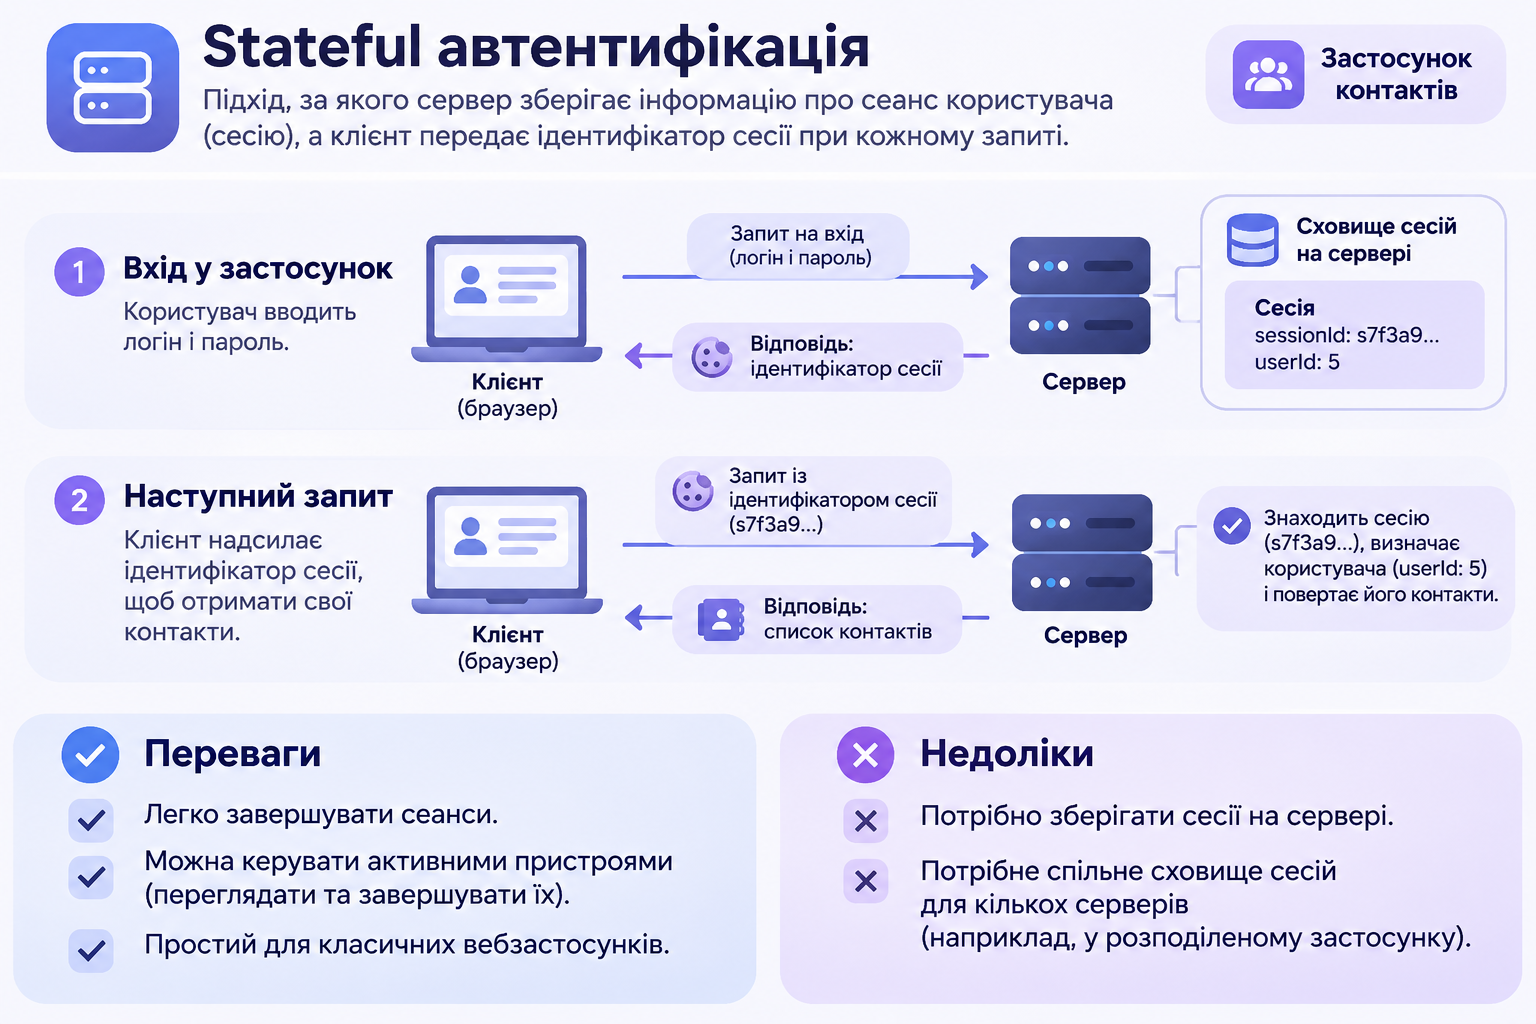 Stateful автентифікація
Підхід, за якого сервер зберігає інформацію про сеанс користувача
(сесію), а клієнт передає ідентифікатор сесії при кожному запиті.
Застосунок
контактів
1
Вхід у застосунок
Користувач вводить
логін і пароль.
Клієнт
(браузер)
Запит на вхід
(логін і пароль)
Відповідь:
ідентифікатор сесії
Сервер
Сховище сесій
на сервері
Сесія
sessionId: s7f3a9...
userId: 5
2
Наступний запит
Клієнт надсилає
ідентифікатор сесії,
щоб отримати свої
контакти.
Клієнт
(браузер)
Запит із
ідентифікатором сесії
(s7f3a9...)
Відповідь:
список контактів
Сервер
Знаходить сесію
(s7f3a9...), визначає
користувача (userId: 5)
і повертає його контакти.
Переваги
Легко завершувати сеанси.
Можна керувати активними пристроями
(переглядати та завершувати їх).
Простий для класичних вебзастосунків.
Недоліки
Потрібно зберігати сесії на сервері.
Потрібне спільне сховище сесій
для кількох серверів
(наприклад, у розподіленому застосунку).